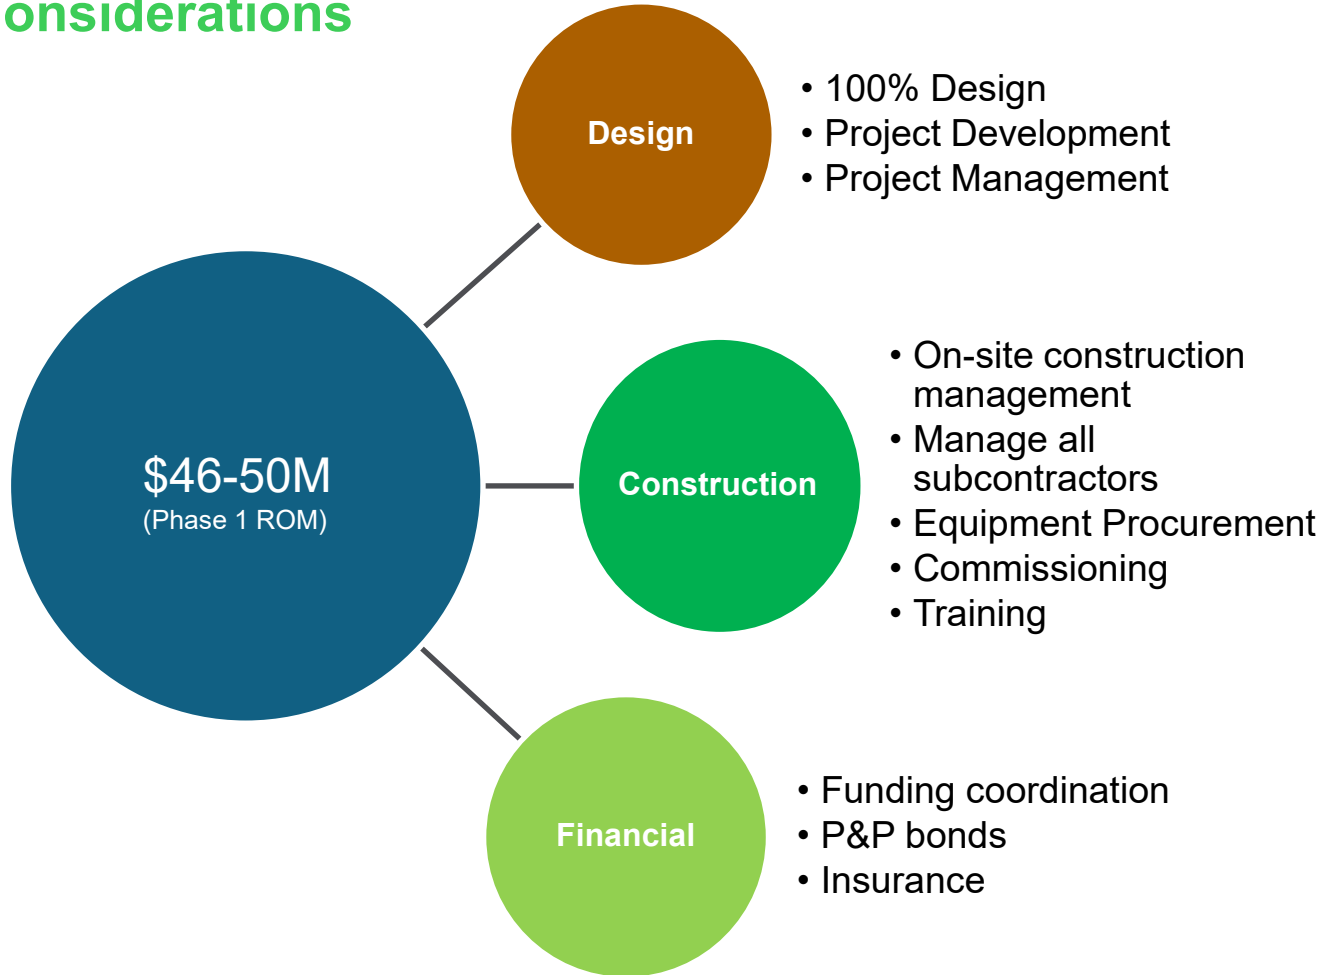 onsiderations
Design
• 100% Design
• Project Development
• Project Management
$46-50M
(Phase 1 ROM)
Construction
• On-site construction
management
• Manage all
subcontractors
• Equipment Procurement
• Commissioning
• Training
Financial
• Funding coordination
• P&P bonds
• Insurance